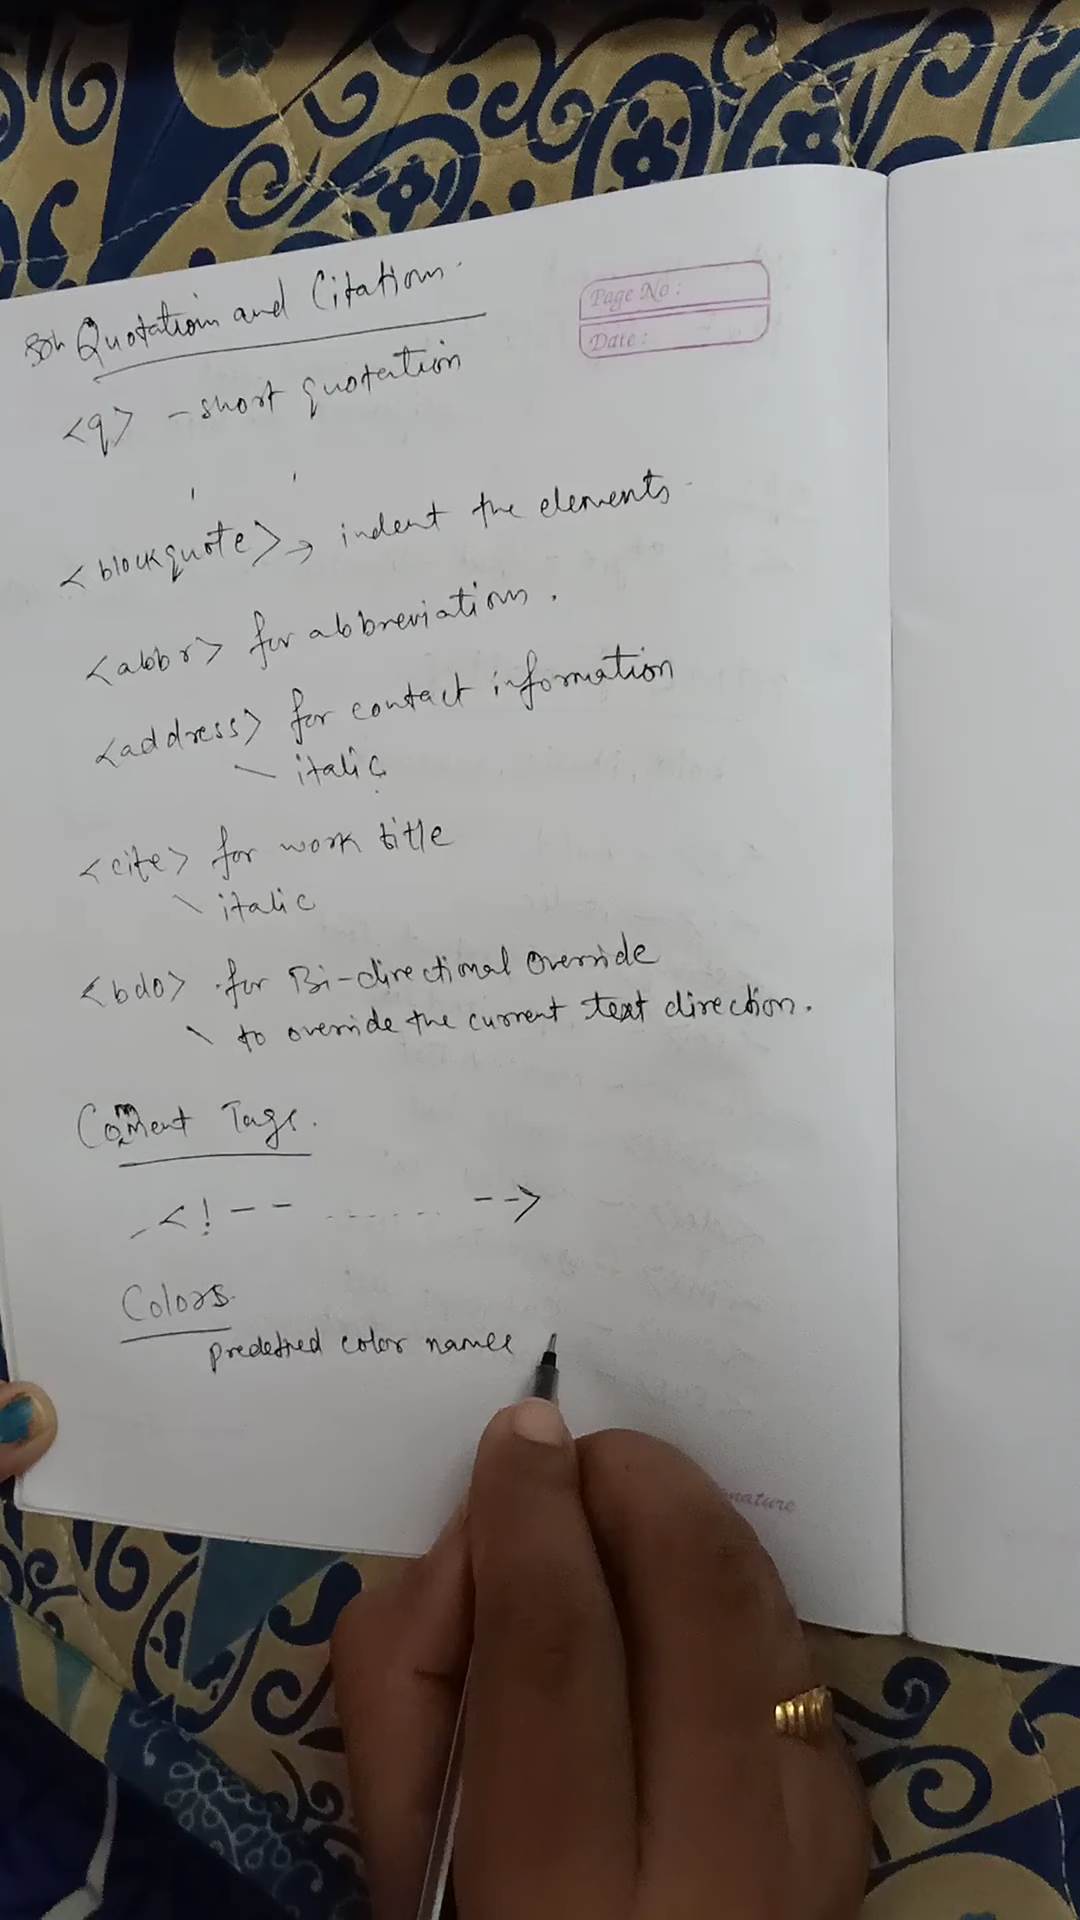 Quotation and Citation.
Page No :
Date :
<q> - short quotation
<blockquote> → indent the elements.
<abbr> for abbreviations.
<address> for contact information
\ italic
<cite> for work title
\ italic
<bdo> for Bi-directional override
\ to override the current text direction.
Comment Tags.
<!-- ....... -->
Colors.
predefned color names
nature